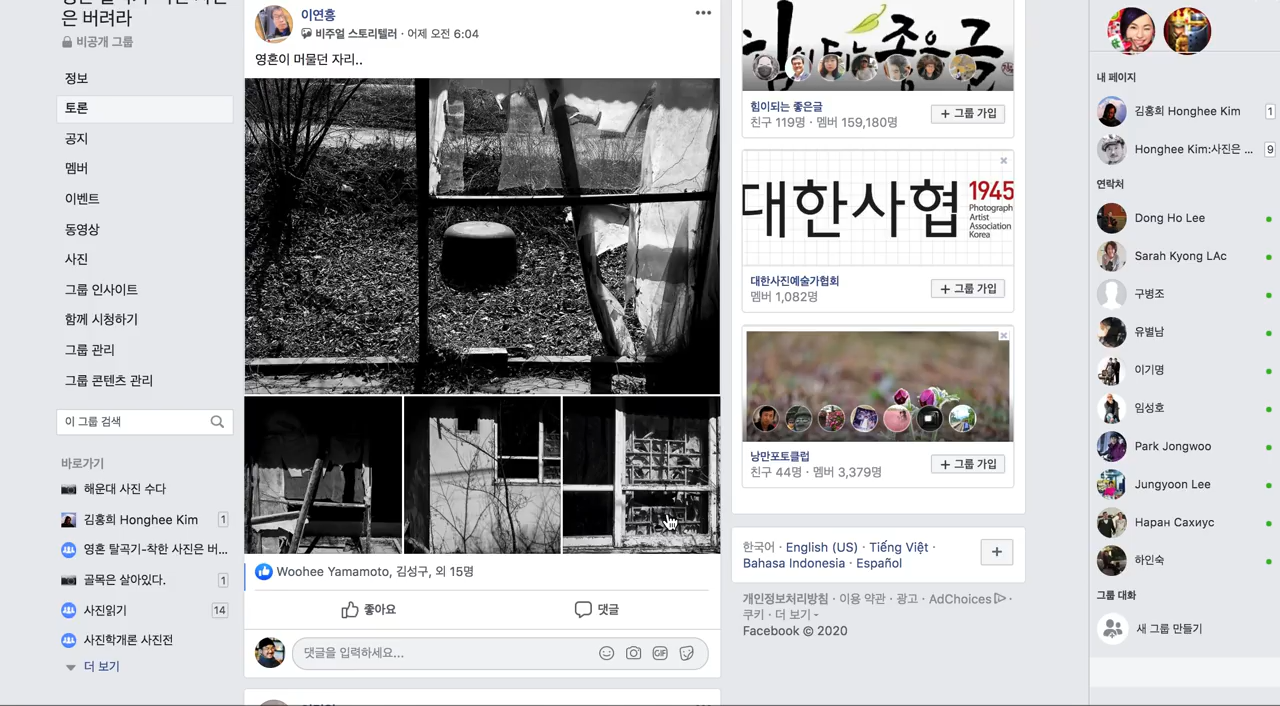 은 버려라
비공개 그룹
정보
토론
공지
멤버
이벤트
동영상
사진
그룹 인사이트
함께 시청하기
그룹 관리
그룹 콘텐츠 관리
이 그룹 검색
바로가기
해운대 사진 수다
김홍희 Honghee Kim 1
영혼 탈곡기-착한 사진은 버...
골목은 살아있다. 1
사진읽기 14
사진학개론 사진전
더 보기
이연홍
비주얼 스토리텔러 · 어제 오전 6:04
영혼이 머물던 자리..
Woohee Yamamoto, 김성구, 외 15명
좋아요 댓글
댓글을 입력하세요...
GIF
힘이되는 좋은글
힘이되는 좋은글
친구 119명 · 멤버 159,180명
+ 그룹 가입
대한사협 1945
Photograph
Artist
Association
Korea
대한사진예술가협회
멤버 1,082명
+ 그룹 가입
낭만포토클럽
친구 44명 · 멤버 3,379명
+ 그룹 가입
한국어 · English (US) · Tiếng Việt ·
Bahasa Indonesia · Español
개인정보처리방침 · 이용 약관 · 광고 · AdChoices ·
쿠키 · 더 보기
Facebook © 2020
내 페이지
김홍희 Honghee Kim 1
Honghee Kim:사진은 ... 9
연락처
Dong Ho Lee
Sarah Kyong LAc
구병조
유별남
이기명
임성호
Park Jongwoo
Jungyoon Lee
Наран Сахиус
하민숙
그룹 대화
새 그룹 만들기